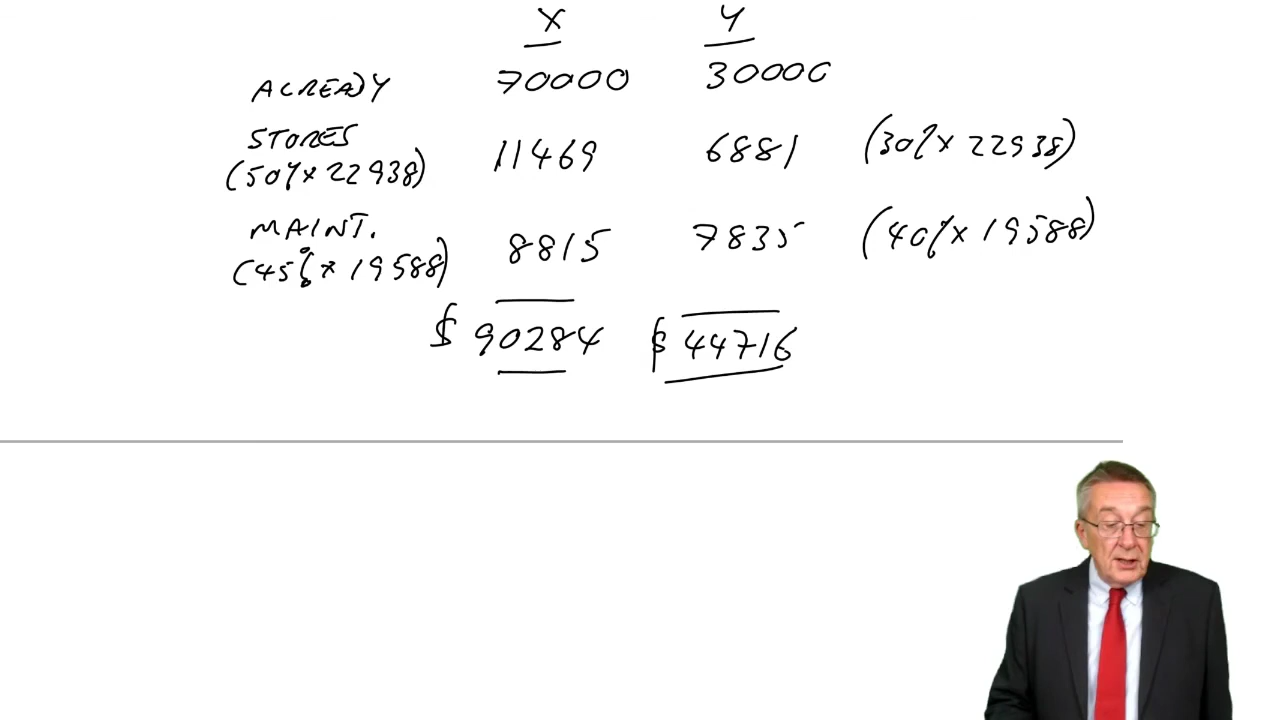 X Y
ALREADY 70000 30000
STORES
(50% x 22938) 11469 6881 (30% x 22938)
MAINT.
(45% x 19588) 8815 7835 (40% x 19588)
$ 90284 $ 44716